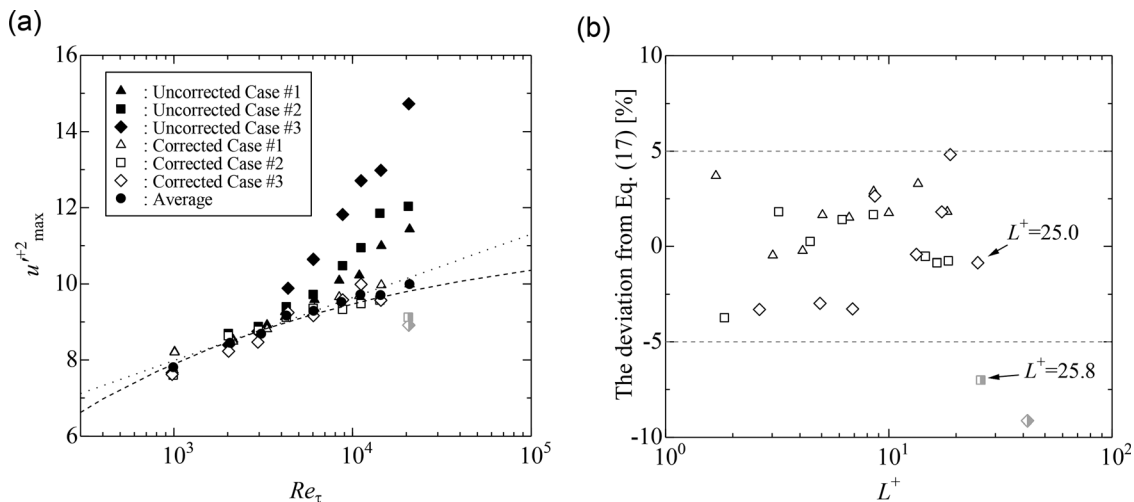 (a)
16
14
12
10
8
6
u'⁺²max
10³
10⁴
10⁵
Reτ
▲ : Uncorrected Case #1
■ : Uncorrected Case #2
◆ : Uncorrected Case #3
△ : Corrected Case #1
□ : Corrected Case #2
◇ : Corrected Case #3
● : Average
(b)
The deviation from Eq. (17) [%]
10
5
0
-5
-10
L⁺=25.0
L⁺=25.8
10⁰
10¹
10²
L⁺